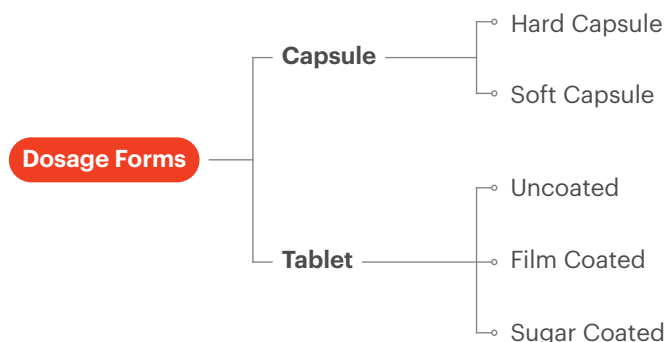 Hard Capsule
Capsule
Soft Capsule
Dosage Forms
Uncoated
Tablet
Film Coated
Sugar Coated